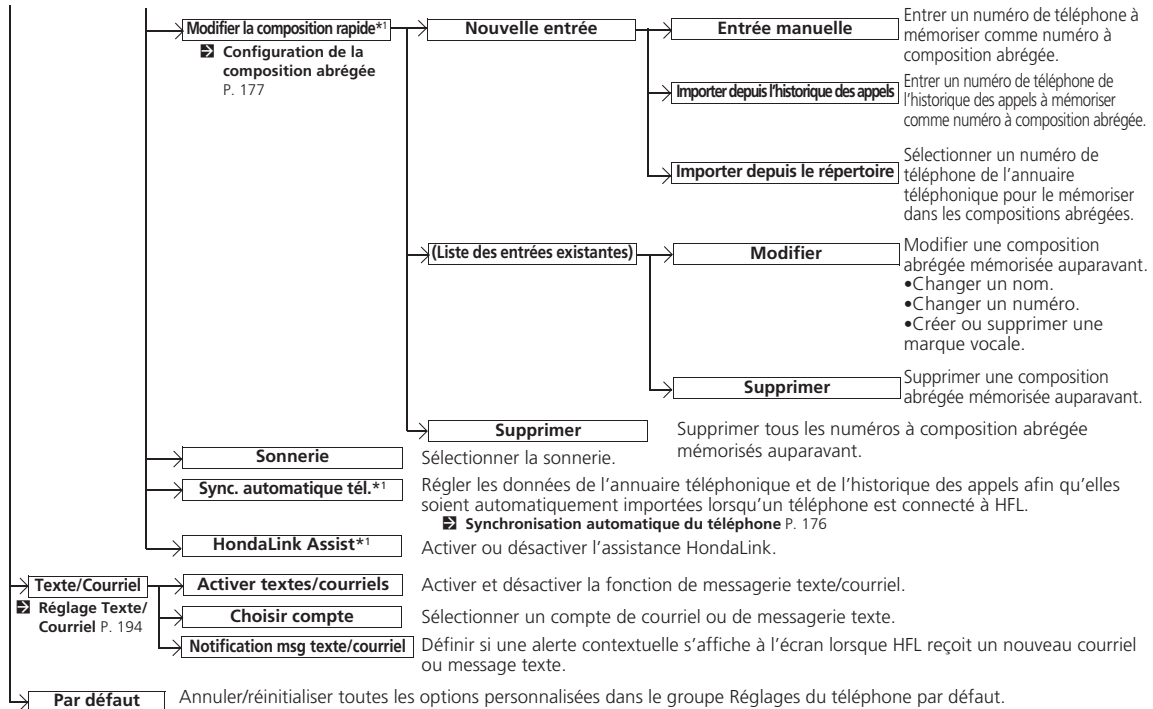 Modifier la composition rapide*1
Configuration de la
composition abrégée
P. 177
Nouvelle entrée
Entrée manuelle
Entrer un numéro de téléphone à
mémoriser comme numéro à
composition abrégée.
Importer depuis l'historique des appels
Entrer un numéro de téléphone de
l'historique des appels à mémoriser
comme numéro à composition abrégée.
Importer depuis le répertoire
Sélectionner un numéro de
téléphone de l'annuaire
téléphonique pour le mémoriser
dans les compositions abrégées.
(Liste des entrées existantes)
Modifier
Modifier une composition
abrégée mémorisée auparavant.
•Changer un nom.
•Changer un numéro.
•Créer ou supprimer une
marque vocale.
Supprimer
Supprimer une composition
abrégée mémorisée auparavant.
Supprimer
Supprimer tous les numéros à composition abrégée
mémorisés auparavant.
Sonnerie
Sélectionner la sonnerie.
Sync. automatique tél.*1
Régler les données de l'annuaire téléphonique et de l'historique des appels afin qu'elles
soient automatiquement importées lorsqu'un téléphone est connecté à HFL.
Synchronisation automatique du téléphone P. 176
HondaLink Assist*1
Activer ou désactiver l'assistance HondaLink.
Texte/Courriel
Réglage Texte/
Courriel P. 194
Activer textes/courriels
Activer et désactiver la fonction de messagerie texte/courriel.
Choisir compte
Sélectionner un compte de courriel ou de messagerie texte.
Notification msg texte/courriel
Définir si une alerte contextuelle s'affiche à l'écran lorsque HFL reçoit un nouveau courriel
ou message texte.
Par défaut
Annuler/réinitialiser toutes les options personnalisées dans le groupe Réglages du téléphone par défaut.